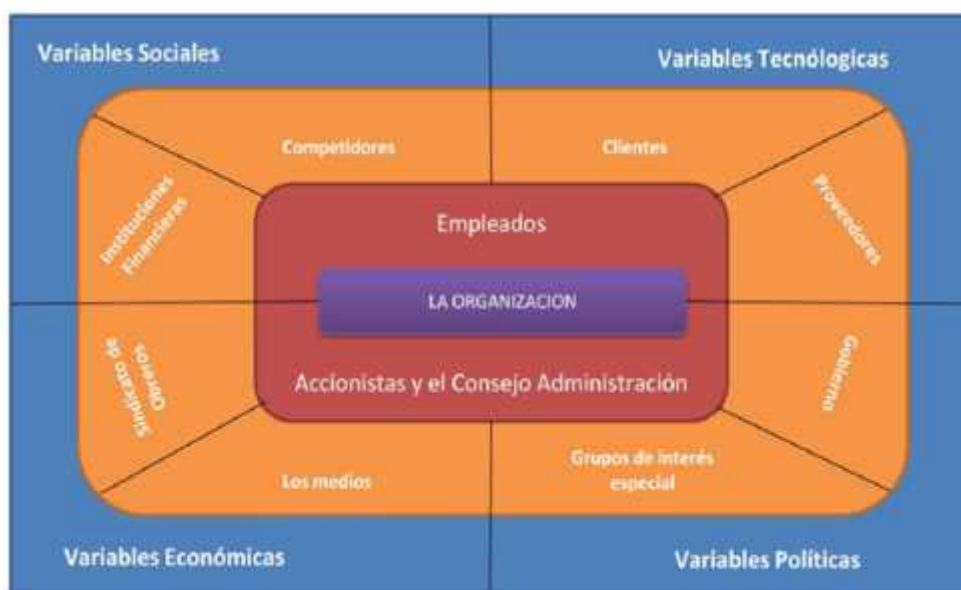 Variables Sociales
Variables Tecnólogicas
Competidores
Clientes
Instituciones
Financieras
Proveedores
Empleados
LA ORGANIZACION
Accionistas y el Consejo Administración
Sindicato de
Obreros
Gobierno
Los medios
Grupos de interés
especial
Variables Económicas
Variables Políticas